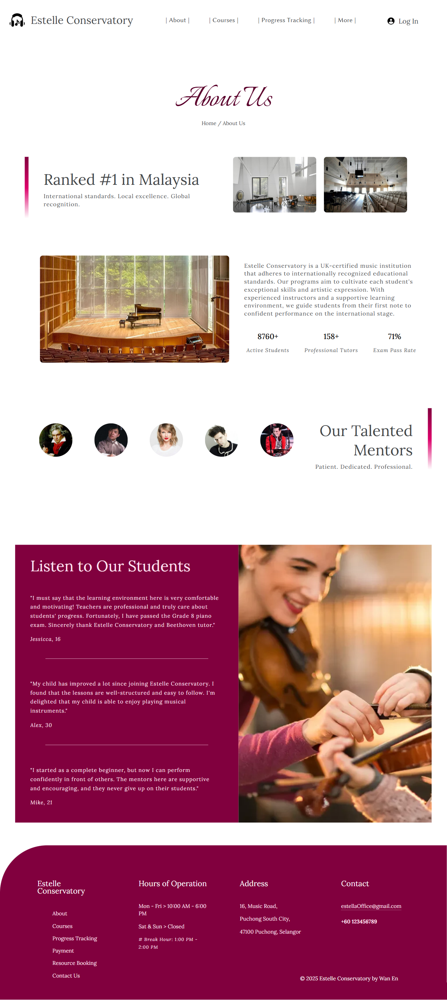 Estelle Conservatory
| About |
| Courses |
| Progress Tracking |
| More |
Log In
About Us
Home / About Us
Ranked #1 in Malaysia
International standards. Local excellence. Global
recognition.
Estelle Conservatory is a UK-certified music institution
that adheres to internationally recognized educational
standards. Our programs aim to cultivate each student's
exceptional skills and artistic expression. With
experienced instructors and a supportive learning
environment, we guide students from their first note to
confident performance on the international stage.
8760+
Active Students
158+
Professional Tutors
71%
Exam Pass Rate
Our Talented
Mentors
Patient. Dedicated. Professional.
Listen to Our Students
"I must say that the learning environment here is very comfortable
and motivating! Teachers are professional and truly care about
students' progress. Fortunately, I have passed the Grade 8 piano
exam. Sincerely thank Estelle Conservatory and Beethoven tutor."
Jessicca, 16
"My child has improved a lot since joining Estelle Conservatory. I
found that the lessons are well-structured and easy to follow. I'm
delighted that my child is able to enjoy playing musical
instruments."
Alex, 30
"I started as a complete beginner, but now I can perform
confidently in front of others. The mentors here are supportive
and encouraging, and they never give up on their students."
Mike, 21
Estelle
Conservatory
About
Courses
Progress Tracking
Payment
Resource Booking
Contact Us
Hours of Operation
Mon - Fri > 10:00 AM - 6:00
PM
Sat & Sun > Closed
# Break Hour: 1:00 PM -
2:00 PM
Address
16, Music Road,
Puchong South City,
47100 Puchong, Selangor
Contact
estellaOffice@gmail.com
+60 123456789
© 2025 Estelle Conservatory by Wan En